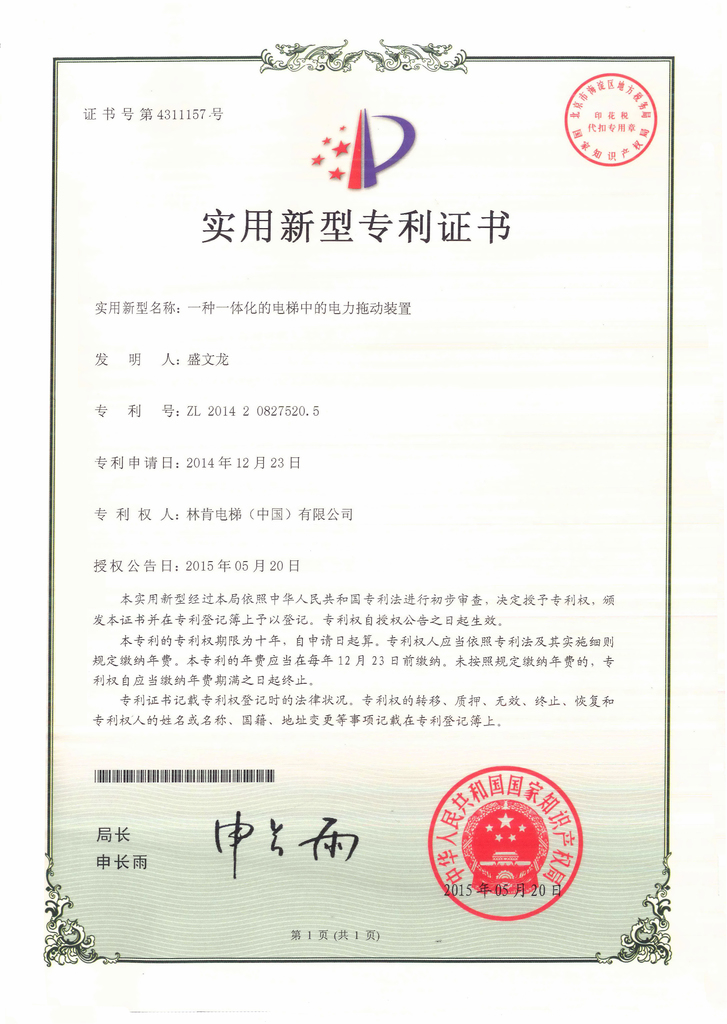 证书号第4311157号
北京市海淀区地方税务局
印花税
代扣专用章
国家知识产权局
实用新型专利证书
实用新型名称：一种一体化的电梯中的电力拖动装置
发 明 人：盛文龙
专 利 号：ZL 2014 2 0827520.5
专利申请日：2014年12月23日
专 利 权 人：林肯电梯（中国）有限公司
授权公告日：2015年05月20日
本实用新型经过本局依照中华人民共和国专利法进行初步审查，决定授予专利权，颁
发本证书并在专利登记簿上予以登记。专利权自授权公告之日起生效。
本专利的专利权期限为十年，自申请日起算。专利权人应当依照专利法及其实施细则
规定缴纳年费。本专利的年费应当在每年12月23日前缴纳。未按照规定缴纳年费的，专
利权自应当缴纳年费期满之日起终止。
专利证书记载专利权登记时的法律状况。专利权的转移、质押、无效、终止、恢复和
专利权人的姓名或名称、国籍、地址变更等事项记载在专利登记簿上。
局长
申长雨
申长雨
中华人民共和国国家知识产权局
2015年05月20日
第 1 页 (共 1 页)